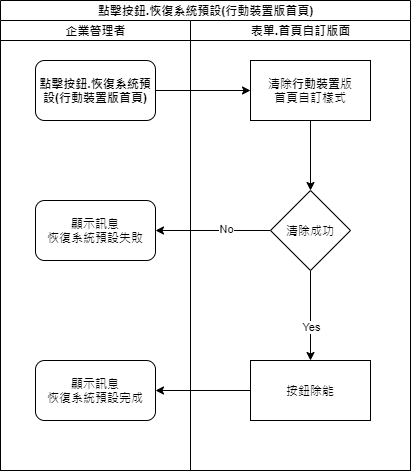 點擊按鈕.恢復系統預設(行動裝置版首頁)
企業管理者
表單.首頁自訂版面
點擊按鈕.恢復系統預
設(行動裝置版首頁)
清除行動裝置版
首頁自訂樣式
顯示訊息
恢復系統預設失敗
No
清除成功
Yes
顯示訊息
恢復系統預設完成
按鈕除能